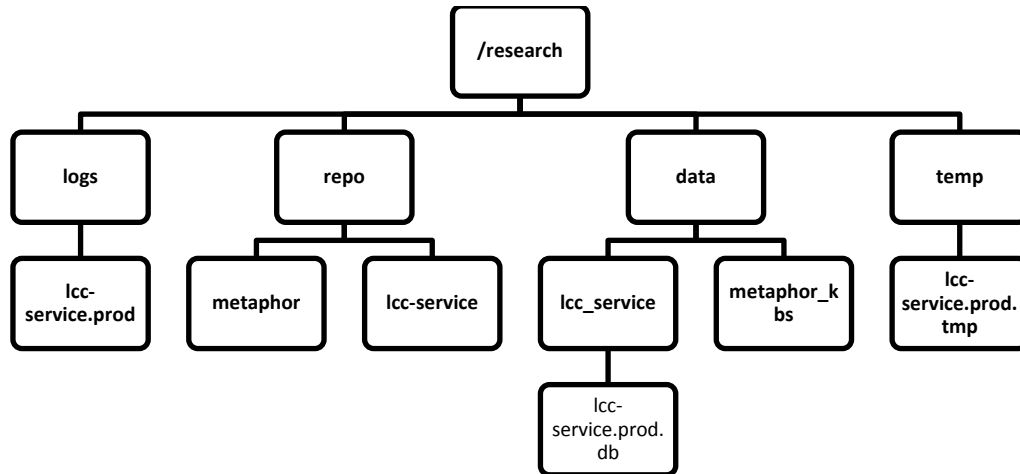 /research
logs
repo
data
temp
lcc-
service.prod
metaphor
lcc-service
lcc_service
metaphor_k
bs
lcc-
service.prod.
tmp
lcc-
service.prod.
db